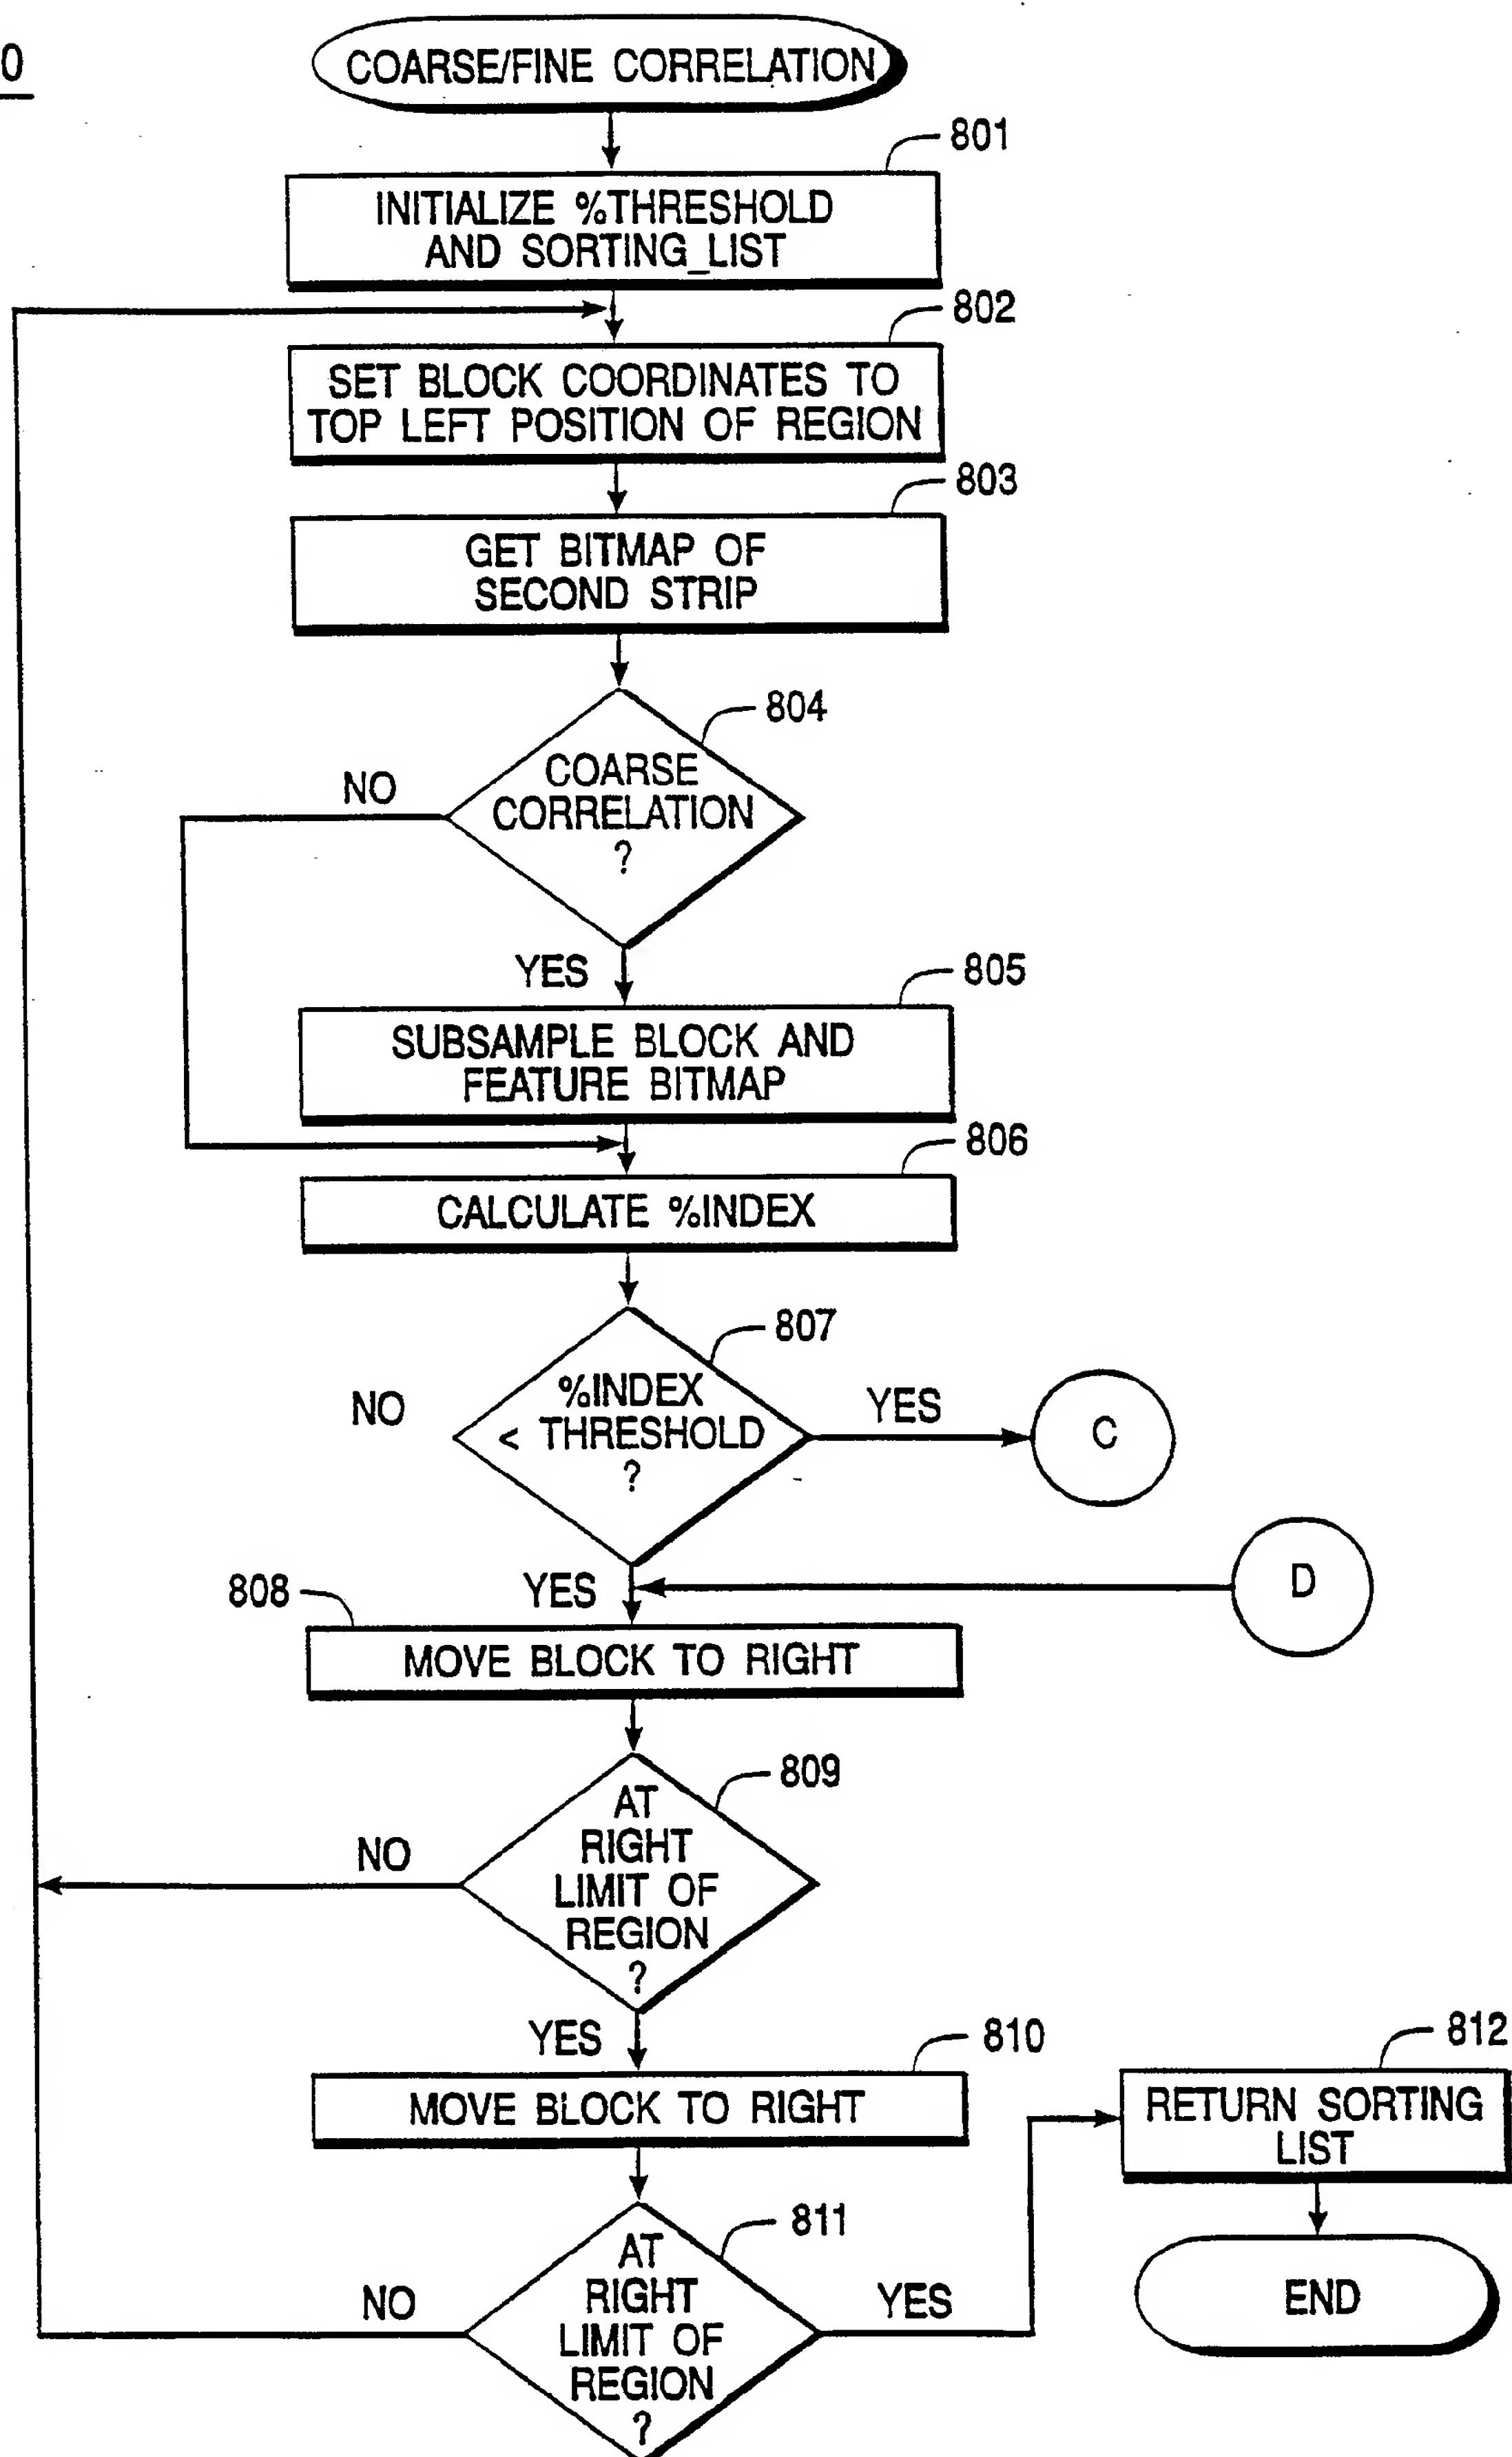 0
COARSE/FINE CORRELATION
801
INITIALIZE %THRESHOLD
AND SORTING_LIST
802
SET BLOCK COORDINATES TO
TOP LEFT POSITION OF REGION
803
GET BITMAP OF
SECOND STRIP
804
NO
COARSE
CORRELATION
?
YES
805
SUBSAMPLE BLOCK AND
FEATURE BITMAP
806
CALCULATE %INDEX
807
NO
%INDEX
< THRESHOLD
?
YES
C
D
808
YES
MOVE BLOCK TO RIGHT
809
NO
AT
RIGHT
LIMIT OF
REGION
?
YES
810
MOVE BLOCK TO RIGHT
812
RETURN SORTING
LIST
811
NO
AT
RIGHT
LIMIT OF
REGION
?
YES
END